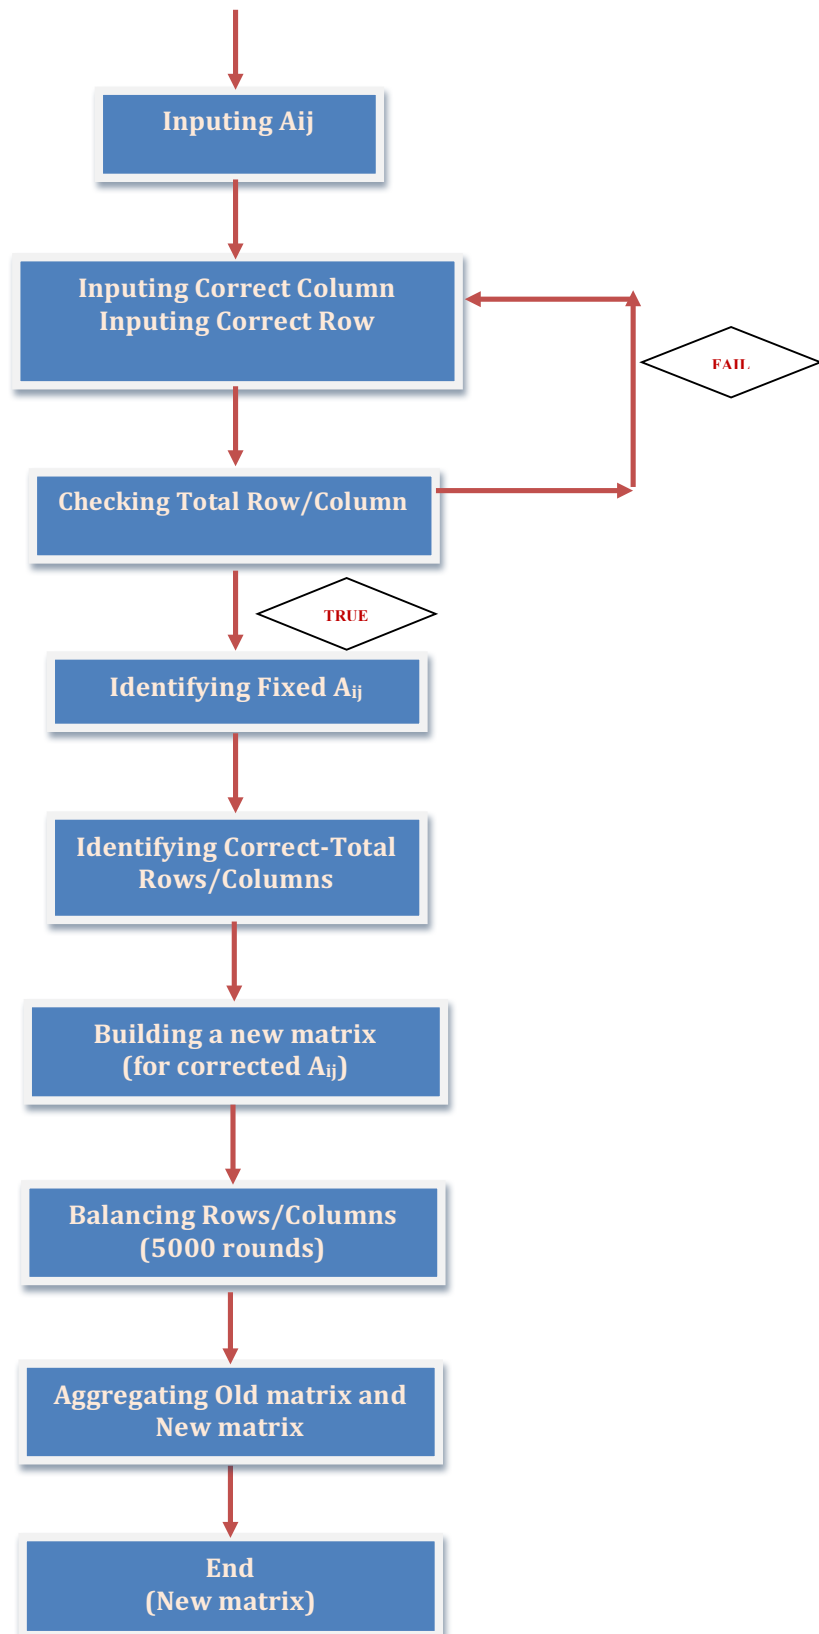 Inputing Aij
Inputing Correct Column
Inputing Correct Row
FAIL
Checking Total Row/Column
TRUE
Identifying Fixed Aij
Identifying Correct-Total
Rows/Columns
Building a new matrix
(for corrected Aij)
Balancing Rows/Columns
(5000 rounds)
Aggregating Old matrix and
New matrix
End
(New matrix)